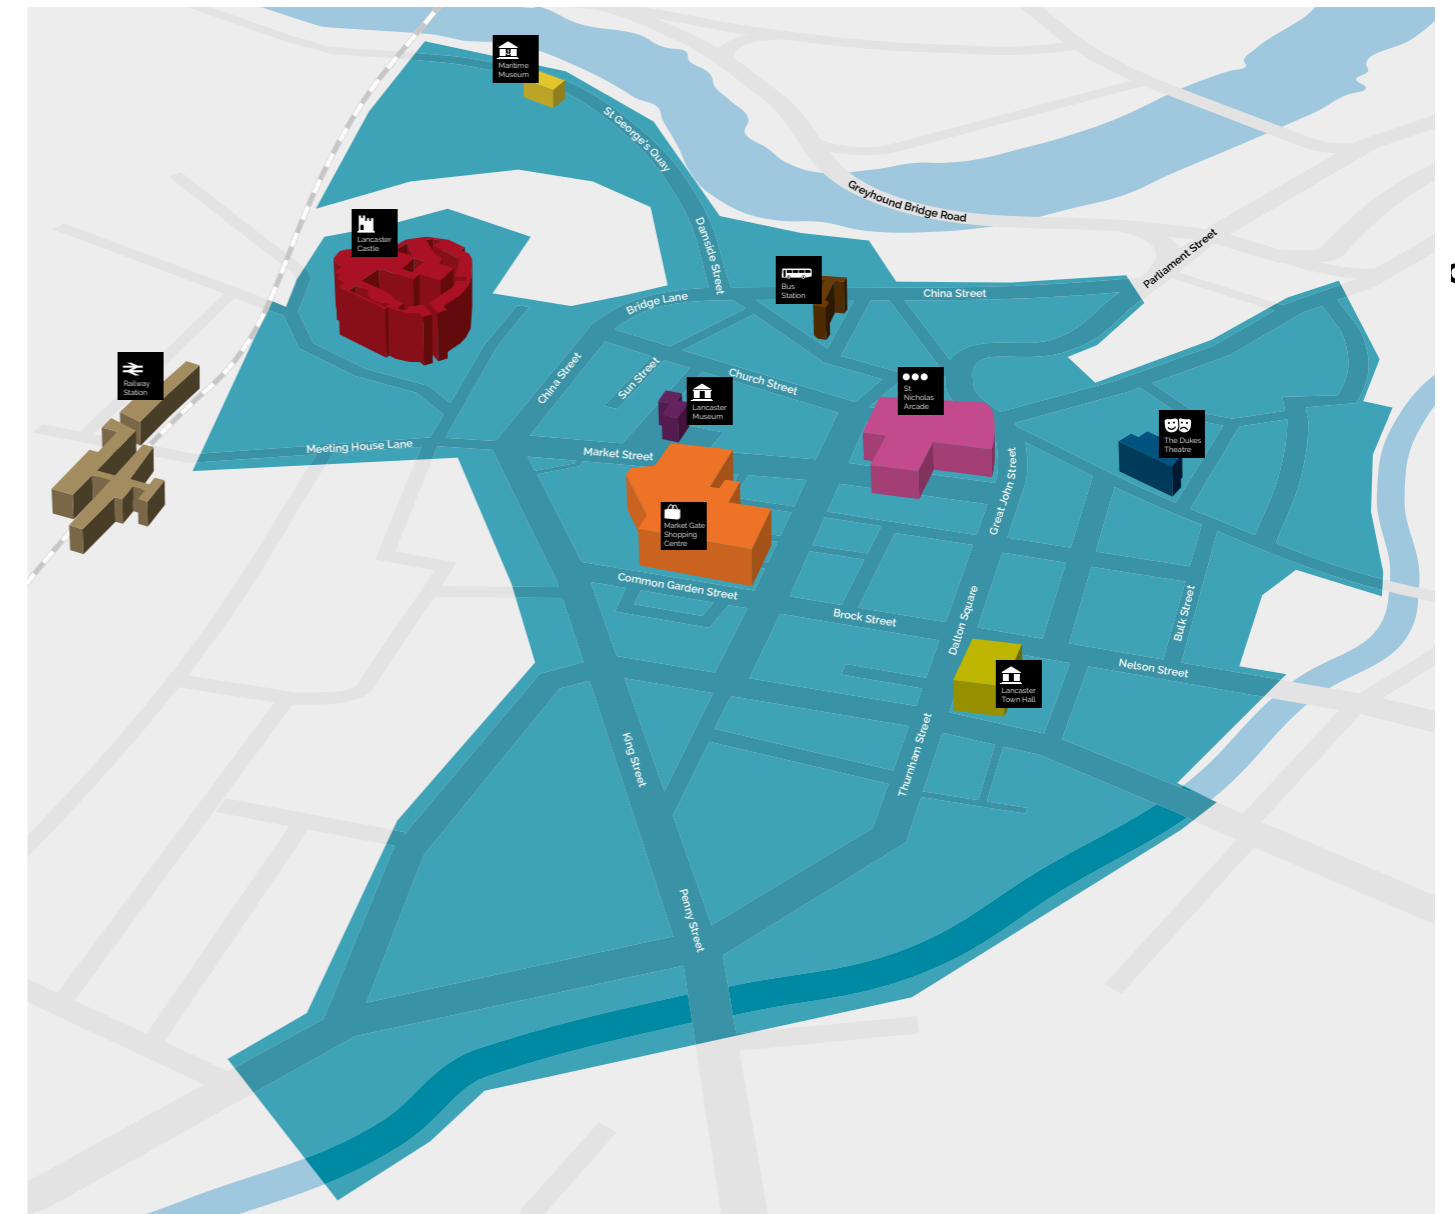 Maritime
Museum
St George's Quay
Greyhound Bridge Road
Lancaster
Castle
Damside Street
Parliament Street
Bus
Station
China Street
Bridge Lane
Railway
Station
China Street
Sun Street
Church Street
St.
Nicholas
Arcade
Lancaster
Museum
The Dukes
Theatre
Meeting House Lane
Market Street
Great John Street
Market Gate
Shopping
Centre
Common Garden Street
Brock Street
Dalton Square
Bulk Street
Nelson Street
Lancaster
Town Hall
King Street
Thurnham Street
Penny Street